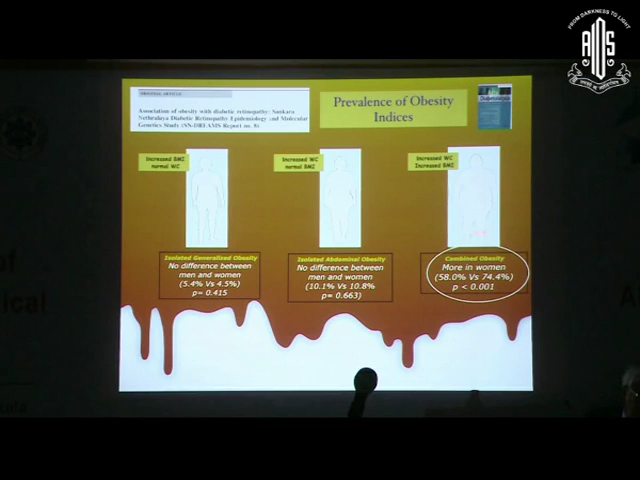 FROM DARKNESS TO LIGHT
ORIGINAL ARTICLE
Association of obesity with diabetic retinopathy: Sankara
Nethralaya Diabetic Retinopathy Epidemiology and Molecular
Genetics Study (SN-DREAMS Report no. 8)
Prevalence of Obesity
Indices
Increased BMI
normal WC
Increased WC
normal BMI
Increased WC
Increased BMI
Isolated Generalized Obesity
No difference between
men and women
(5.4% Vs 4.5%)
p= 0.415
Isolated Abdominal Obesity
No difference between
men and women
(10.1% Vs 10.8%
p= 0.663)
Combined Obesity
More in women
(58.0% Vs 74.4%)
p < 0.001
of
ical